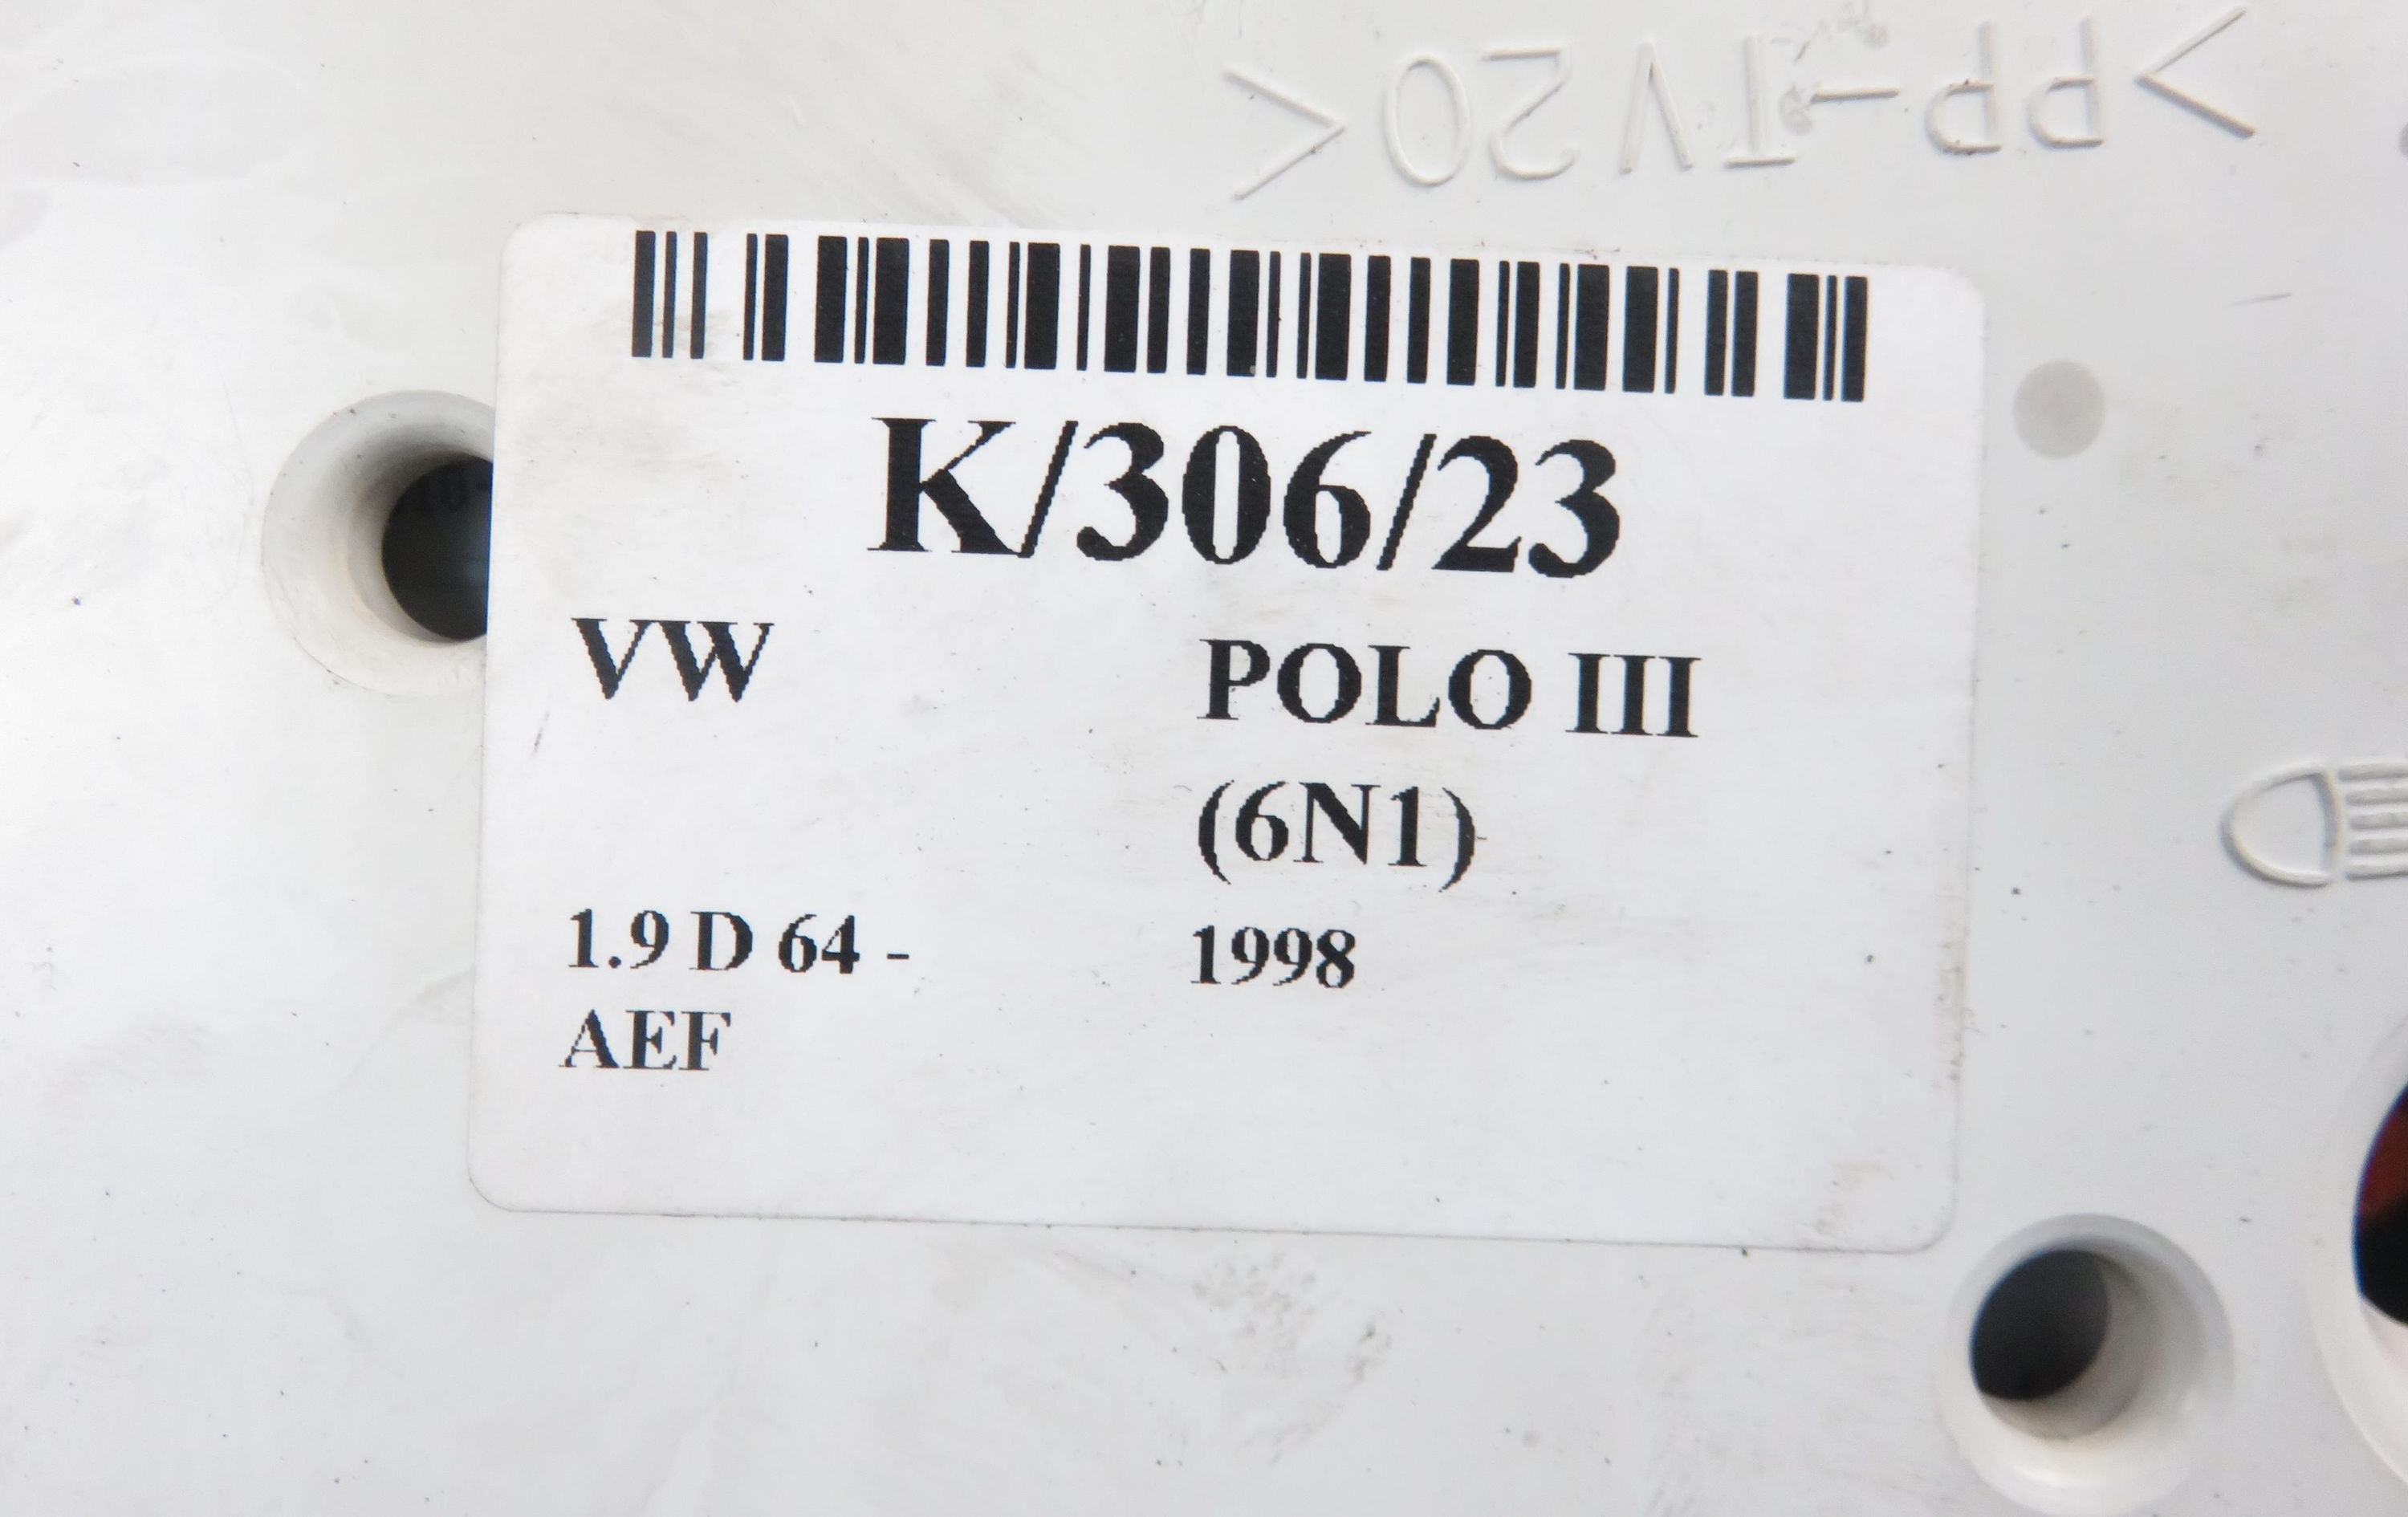 >PP-TV20<
K/306/23
VW POLO III
(6N1)
1.9 D 64 - 1998
AEF